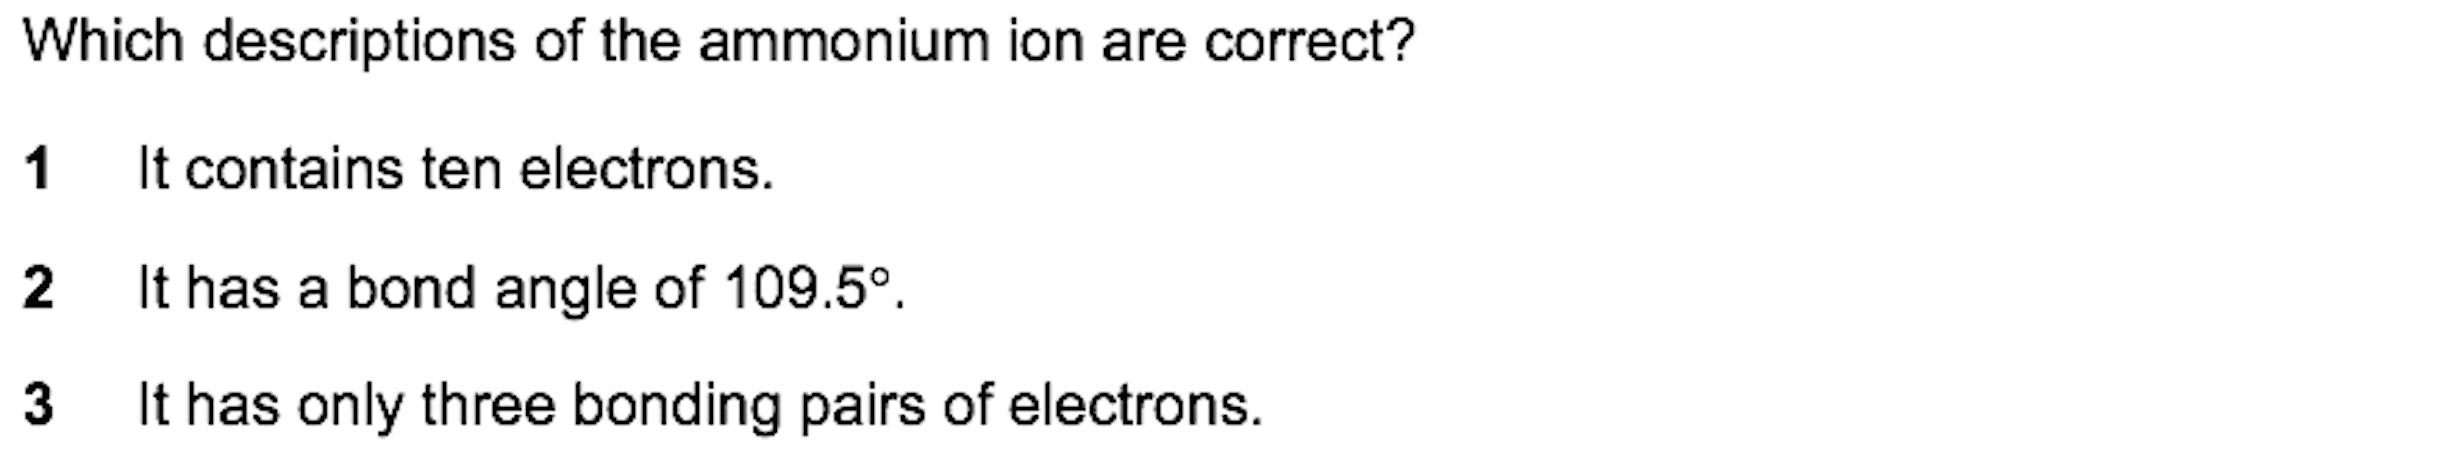 Which descriptions of the ammonium ion are correct?
1 It contains ten electrons.
2 It has a bond angle of 109.5°.
3 It has only three bonding pairs of electrons.